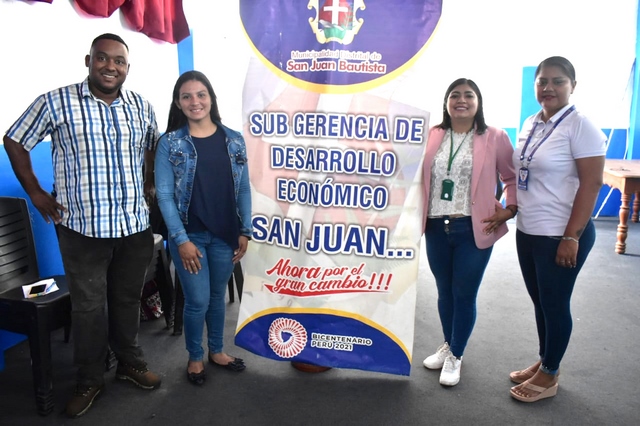 Municipalidad Distrital de
San Juan Bautista
SUB GERENCIA DE
DESARROLLO
ECONÓMICO
SAN JUAN...
Ahora por el
gran cambio!!!
BICENTENARIO
PERÚ 2021